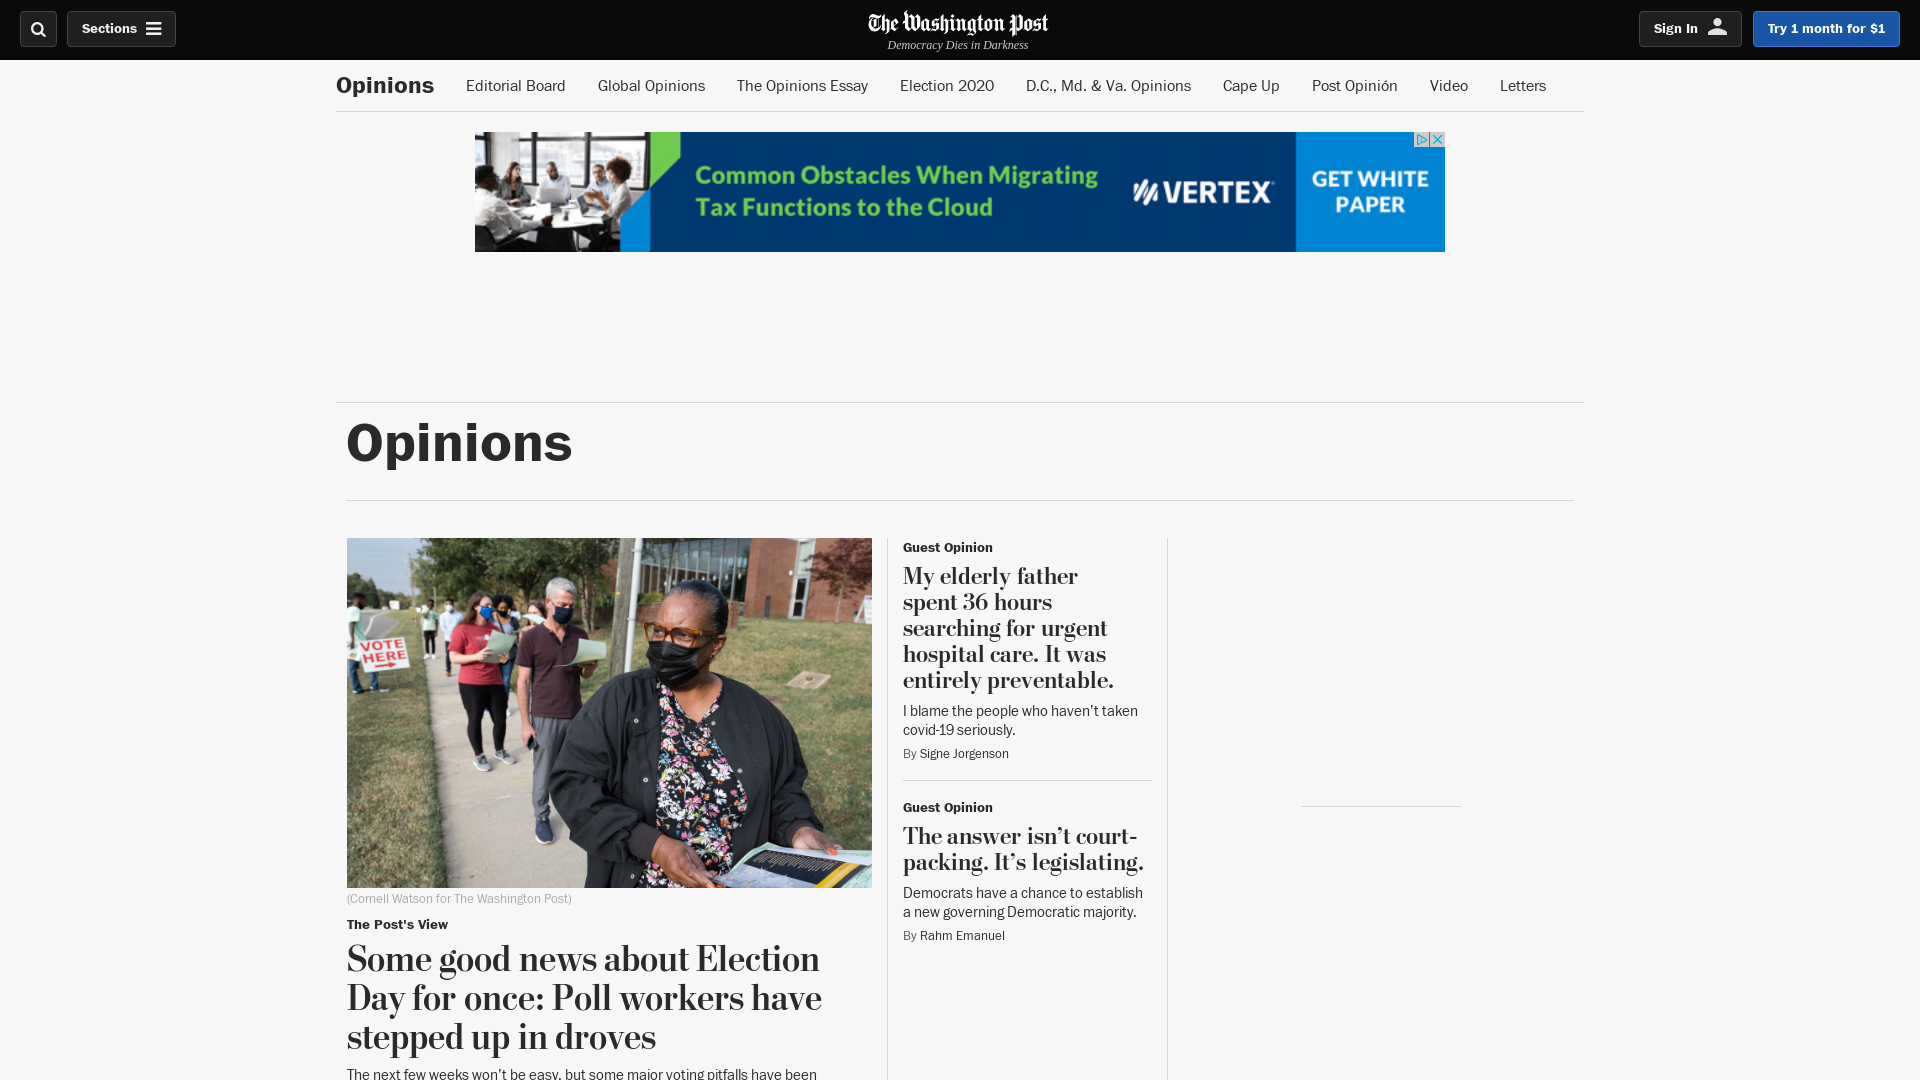 Sections
The Washington Post
Democracy Dies in Darkness
Sign In
Try 1 month for $1
Opinions
Editorial Board
Global Opinions
The Opinions Essay
Election 2020
D.C., Md. & Va. Opinions
Cape Up
Post Opinión
Video
Letters
Common Obstacles When Migrating
Tax Functions to the Cloud
VERTEX
GET WHITE
PAPER
Opinions
VOTE
HERE
(Cornell Watson for The Washington Post)
The Post's View
Some good news about Election
Day for once: Poll workers have
stepped up in droves
The next few weeks won’t be easy, but some major voting pitfalls have been
Guest Opinion
My elderly father
spent 36 hours
searching for urgent
hospital care. It was
entirely preventable.
I blame the people who haven’t taken
covid-19 seriously.
By Signe Jorgenson
Guest Opinion
The answer isn’t court-
packing. It’s legislating.
Democrats have a chance to establish
a new governing Democratic majority.
By Rahm Emanuel